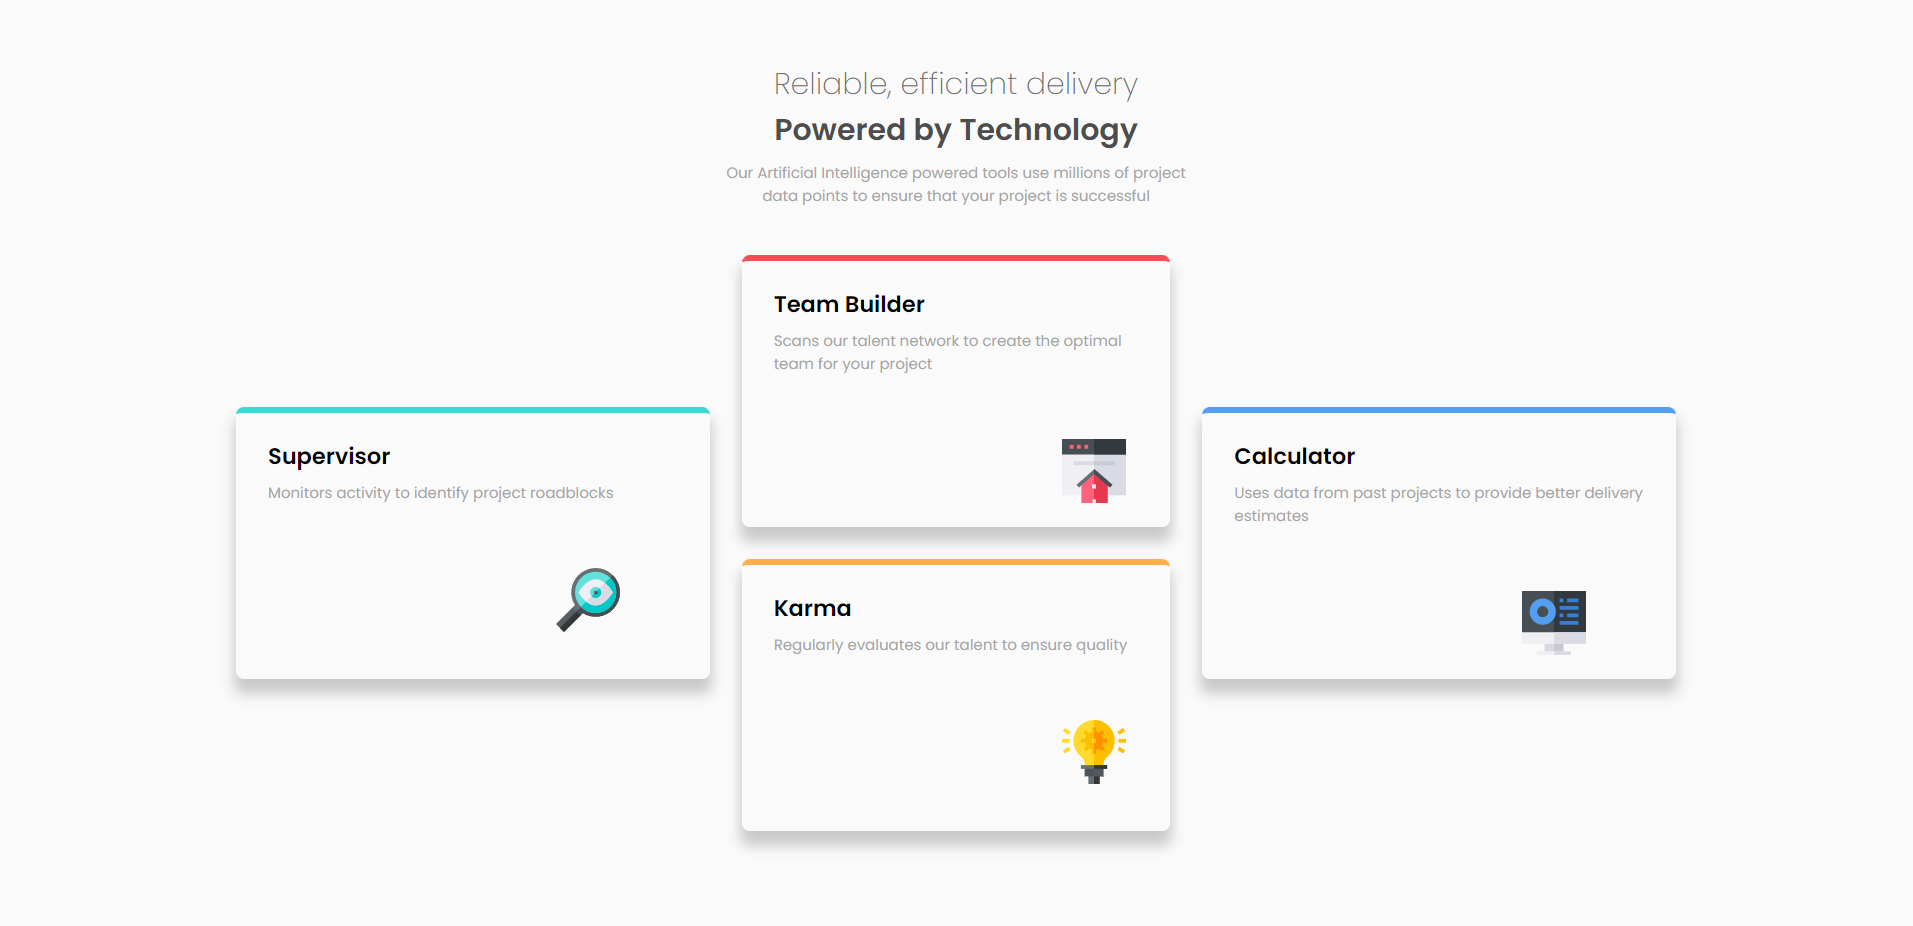 Reliable, efficient delivery
Powered by Technology
Our Artificial Intelligence powered tools use millions of project
data points to ensure that your project is successful
Team Builder
Scans our talent network to create the optimal
team for your project
Supervisor
Monitors activity to identify project roadblocks
Calculator
Uses data from past projects to provide better delivery
estimates
Karma
Regularly evaluates our talent to ensure quality